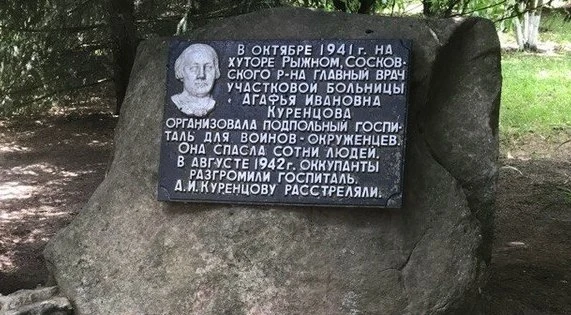 В ОКТЯБРЕ 1941 г. НА
ХУТОРЕ РЫЖНОМ, СОСКОВ-
СКОГО Р-НА ГЛАВНЫЙ ВРАЧ
УЧАСТКОВОЙ БОЛЬНИЦЫ
АГАФЬЯ ИВАНОВНА
КУРЕНЦОВА
ОРГАНИЗОВАЛА ПОДПОЛЬНЫЙ ГОСПИ-
ТАЛЬ ДЛЯ ВОИНОВ-ОКРУЖЕНЦЕВ.
ОНА СПАСЛА СОТНИ ЛЮДЕЙ.
В АВГУСТЕ 1942 г. ОККУПАНТЫ
РАЗГРОМИЛИ ГОСПИТАЛЬ.
А.И.КУРЕНЦОВУ РАССТРЕЛЯЛИ.